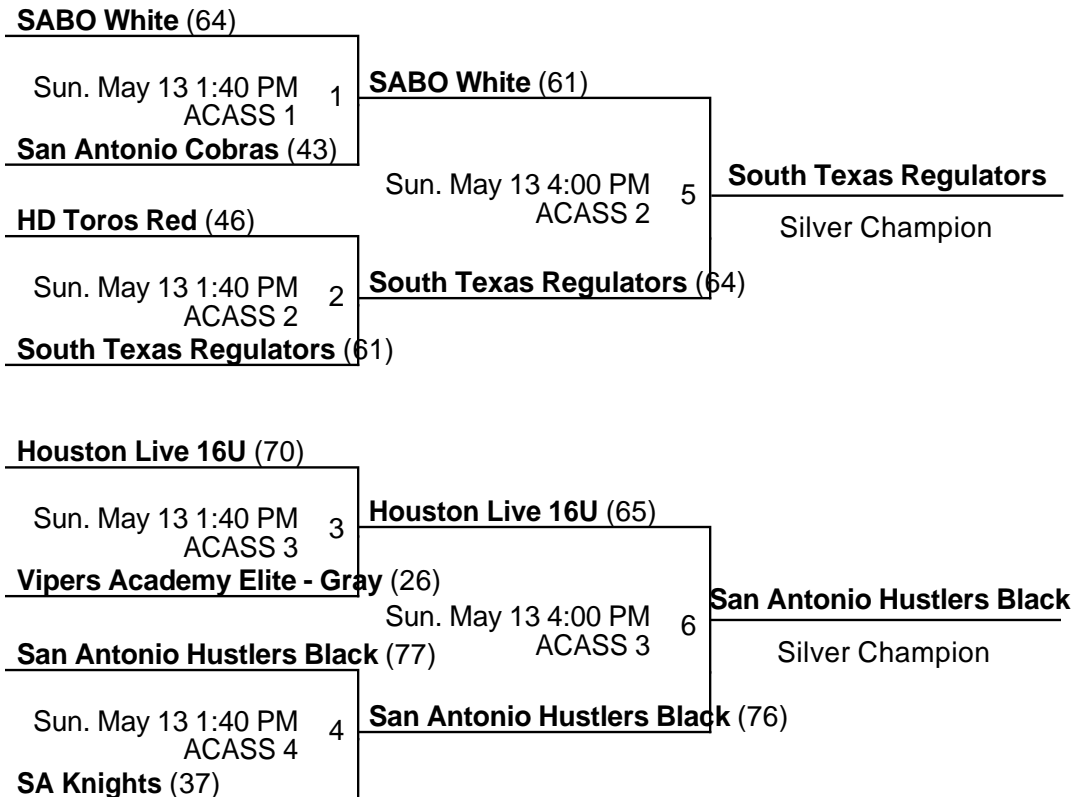 SABO White (64)
Sun. May 13 1:40 PM
1
ACASS 1
San Antonio Cobras (43)
SABO White (61)
HD Toros Red (46)
Sun. May 13 1:40 PM
2
ACASS 2
South Texas Regulators (61)
Sun. May 13 4:00 PM
5
ACASS 2
South Texas Regulators (64)
South Texas Regulators
Silver Champion
Houston Live 16U (70)
Sun. May 13 1:40 PM
3
ACASS 3
Vipers Academy Elite - Gray (26)
Houston Live 16U (65)
San Antonio Hustlers Black (77)
Sun. May 13 1:40 PM
4
ACASS 4
SA Knights (37)
Sun. May 13 4:00 PM
6
ACASS 3
San Antonio Hustlers Black (76)
San Antonio Hustlers Black
Silver Champion